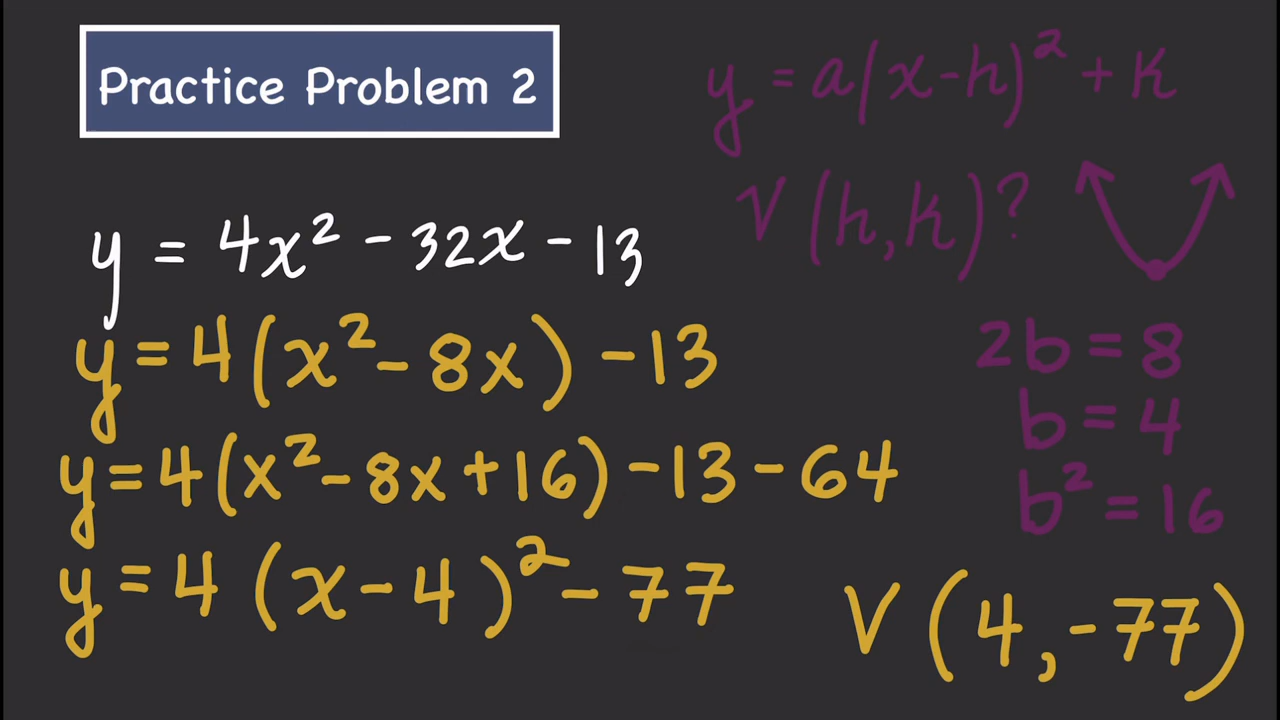 Practice Problem 2
y = a(x-h)² + k
V (h, k)?
y = 4x² - 32x - 13
y = 4(x² - 8x) - 13
2b = 8
b = 4
y = 4(x² - 8x + 16) - 13 - 64
b² = 16
y = 4 (x - 4)² - 77
V (4, -77)